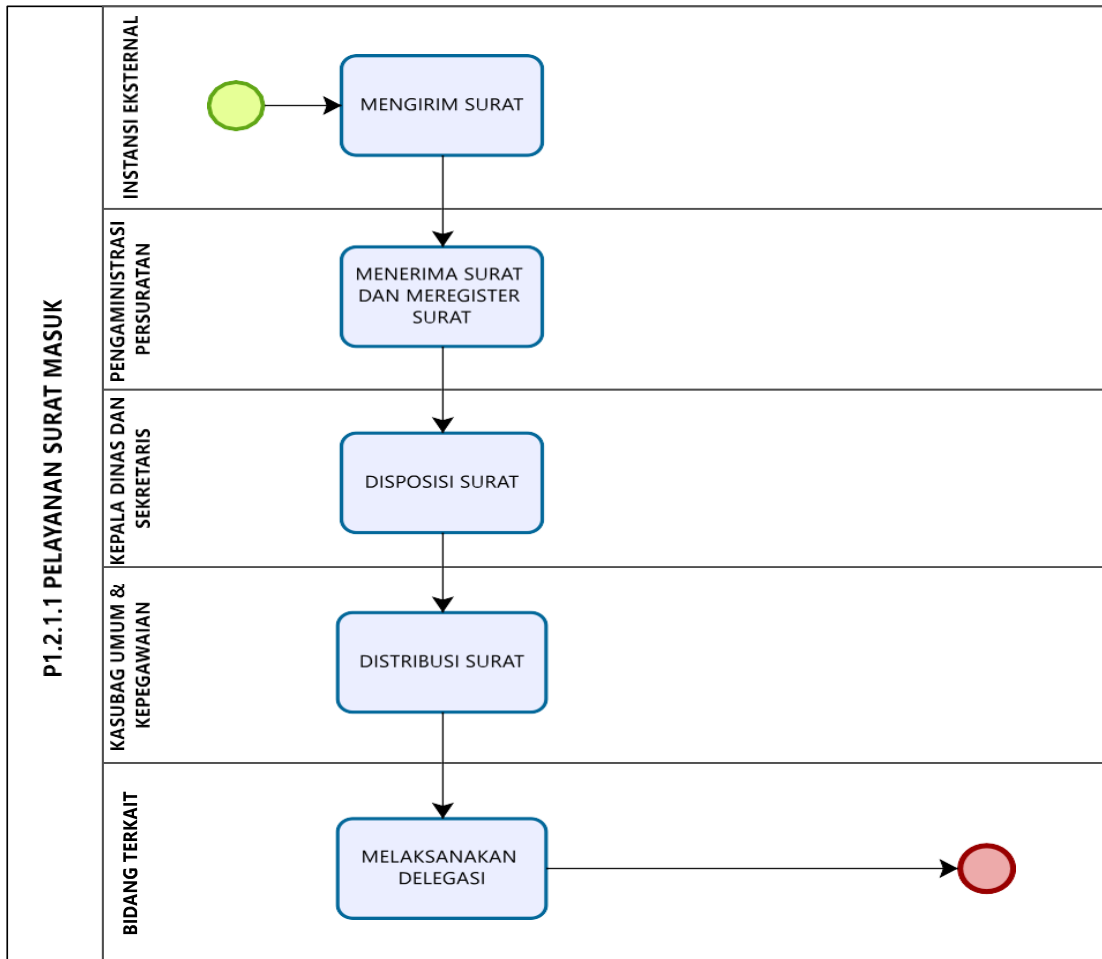 P1.2.1.1 PELAYANAN SURAT MASUK
INSTANSI EKSTERNAL
MENGIRIM SURAT
PENGAMINISTRASI
PERSURATAN
MENERIMA SURAT
DAN MEREGISTER
SURAT
KEPALA DINAS DAN
SEKRETARIS
DISPOSISI SURAT
KASUBAG UMUM &
KEPEGAWAIAN
DISTRIBUSI SURAT
BIDANG TERKAIT
MELAKSANAKAN
DELEGASI